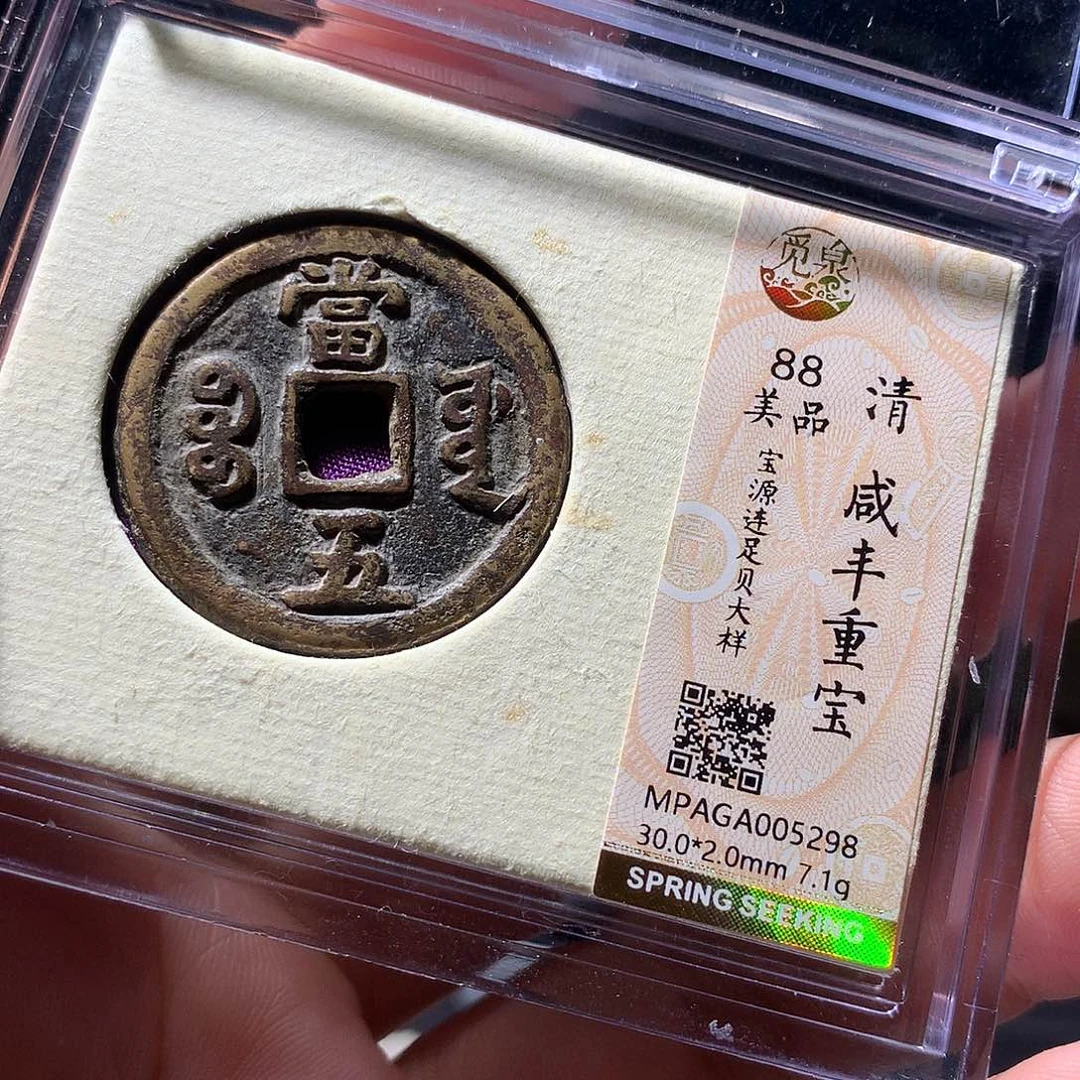 當
五
觅泉
88
美品
清 咸丰重宝
宝源连足贝大样
MPAGA005298
30.0*2.0mm 7.1g
SPRING SEEKING